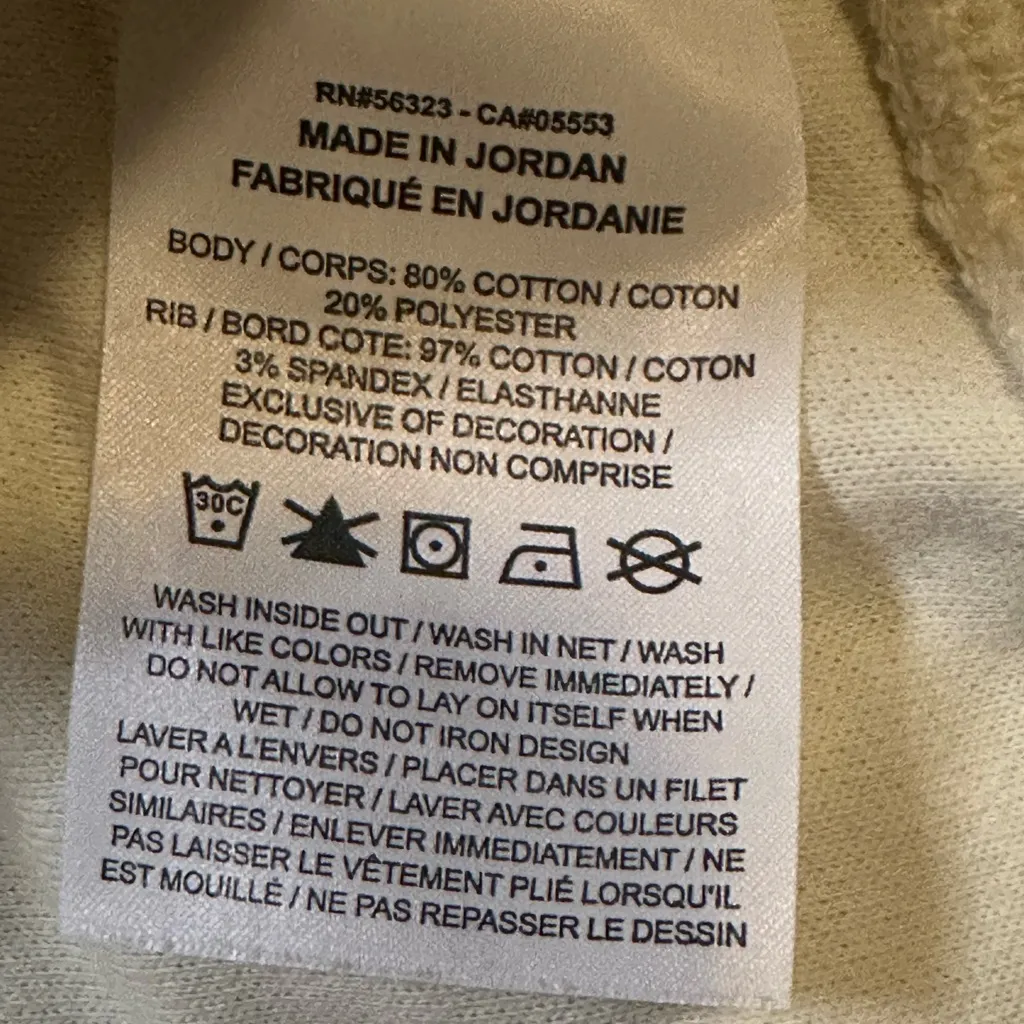 RN#56323 - CA#05553
MADE IN JORDAN
FABRIQUÉ EN JORDANIE
BODY / CORPS: 80% COTTON / COTON
20% POLYESTER
RIB / BORD COTE: 97% COTTON / COTON
3% SPANDEX / ELASTHANNE
EXCLUSIVE OF DECORATION /
DECORATION NON COMPRISE
30C
WASH INSIDE OUT / WASH IN NET / WASH
WITH LIKE COLORS / REMOVE IMMEDIATELY /
DO NOT ALLOW TO LAY ON ITSELF WHEN
WET / DO NOT IRON DESIGN
LAVER A L'ENVERS / PLACER DANS UN FILET
POUR NETTOYER / LAVER AVEC COULEURS
SIMILAIRES / ENLEVER IMMEDIATEMENT / NE
PAS LAISSER LE VÊTEMENT PLIÉ LORSQU'IL
EST MOUILLÉ / NE PAS REPASSER LE DESSIN